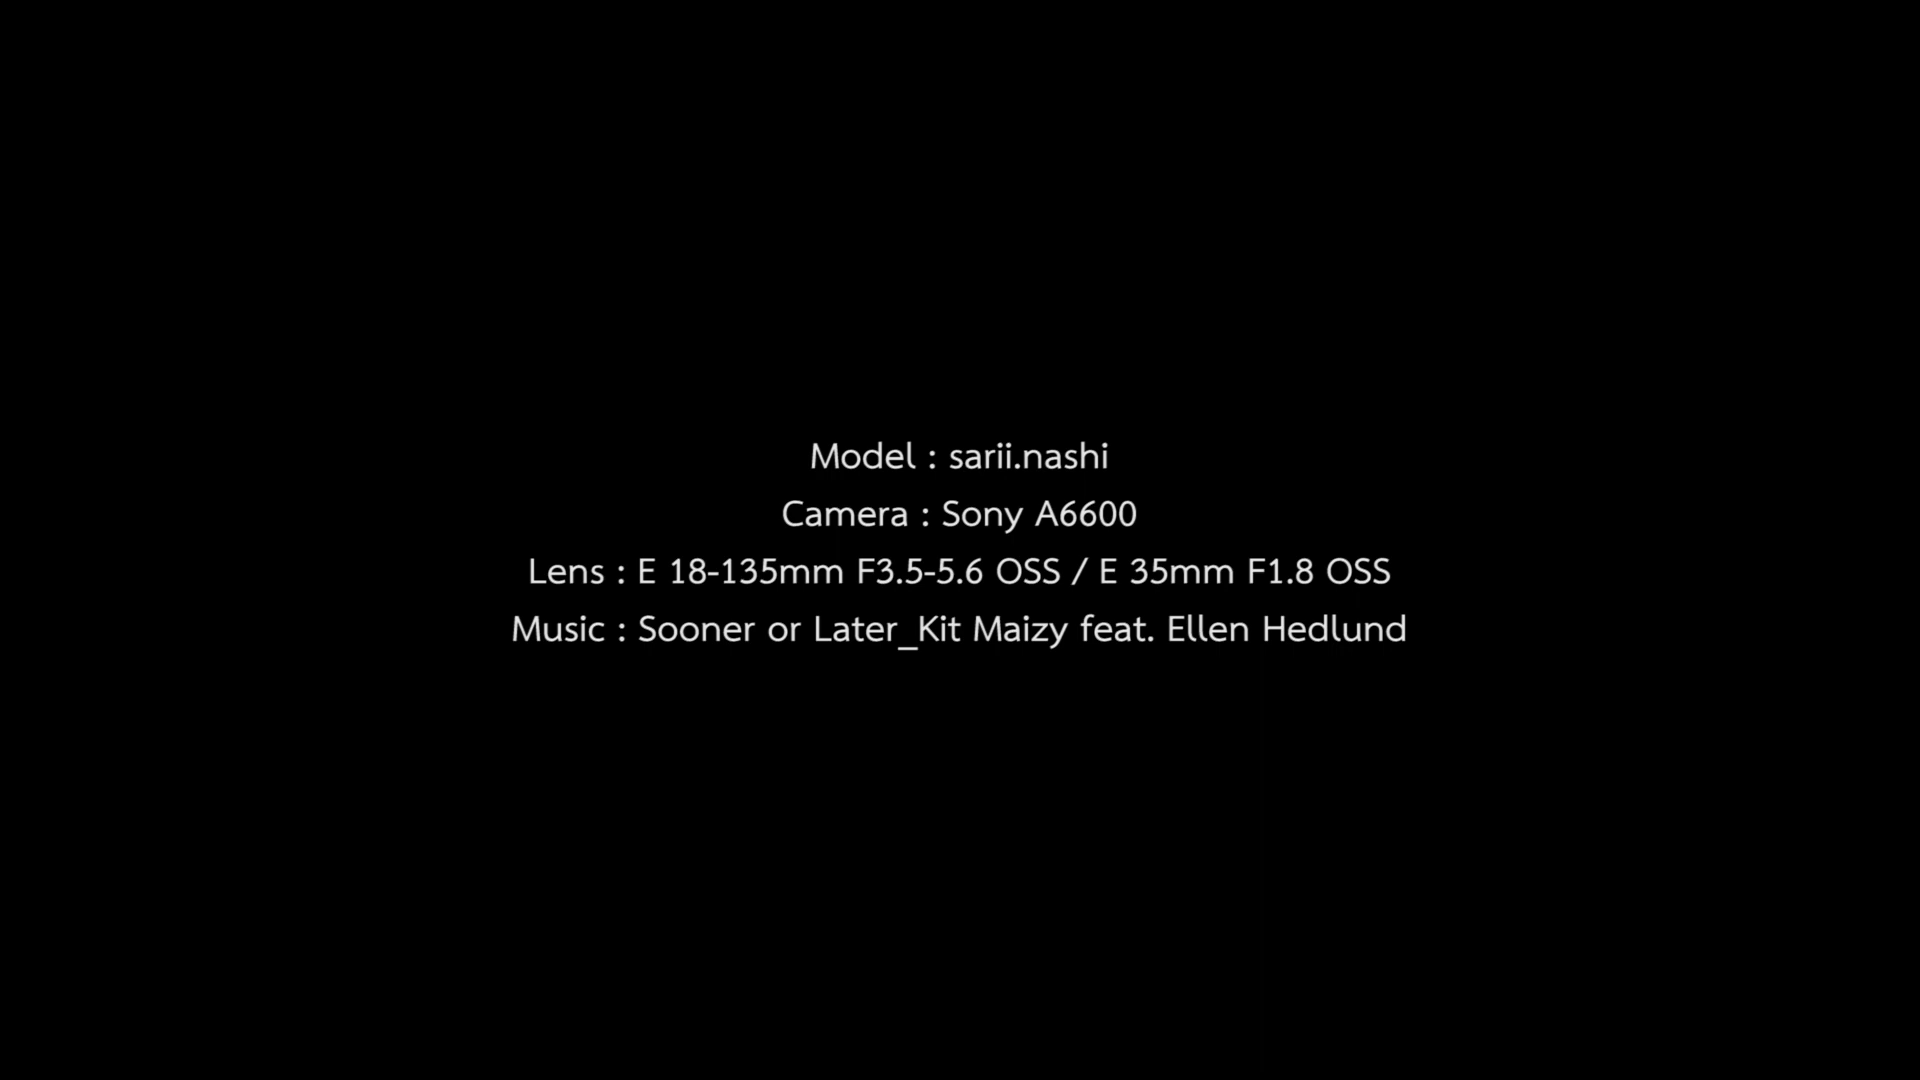 Model : sarii.nashi
Camera : Sony A6600
Lens : E 18-135mm F3.5-5.6 OSS / E 35mm F1.8 OSS
Music : Sooner or Later_Kit Maizy feat. Ellen Hedlund